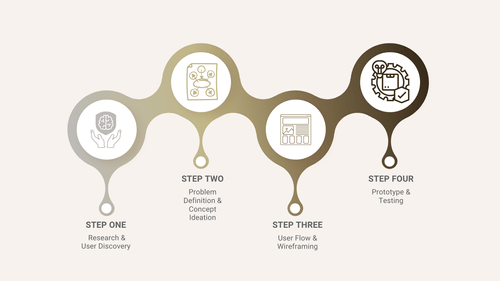 STEP ONE
Research &
User Discovery
STEP TWO
Problem
Definition &
Concept
Ideation
STEP THREE
User Flow &
Wireframing
STEP FOUR
Prototype &
Testing